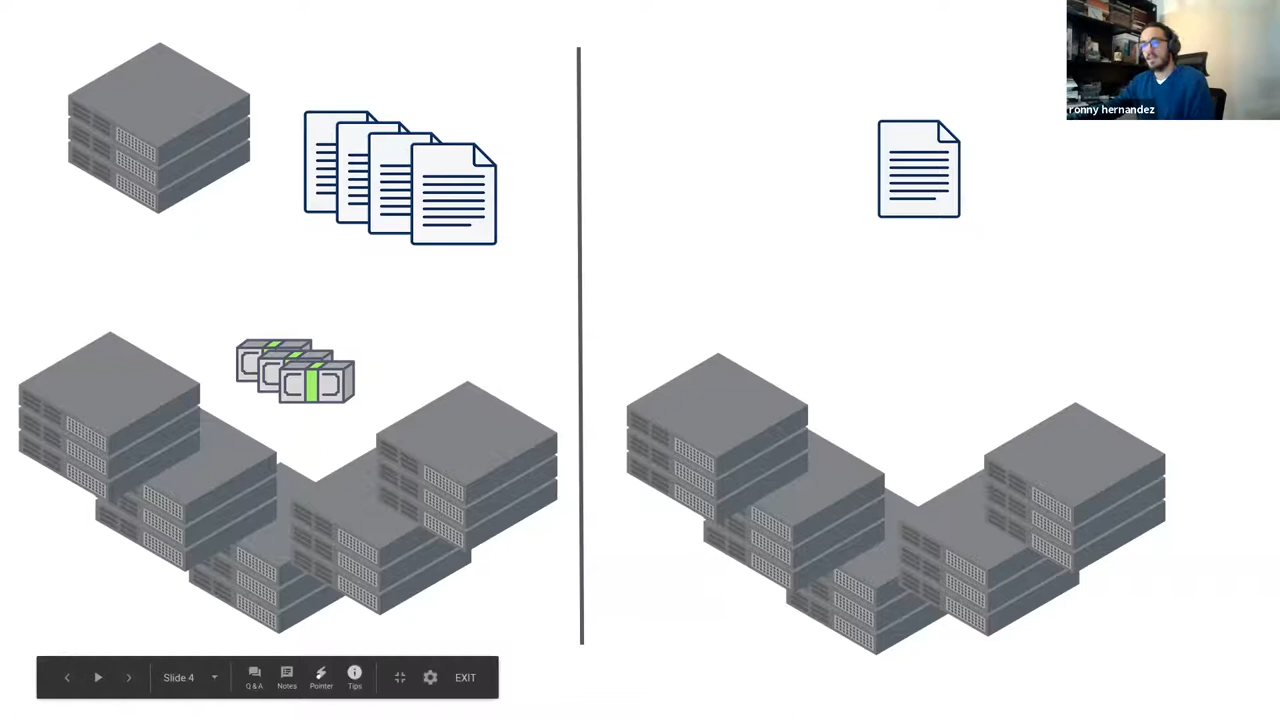 ronny hernandez
Slide 4
Q & A
Notes
Pointer
Tips
EXIT